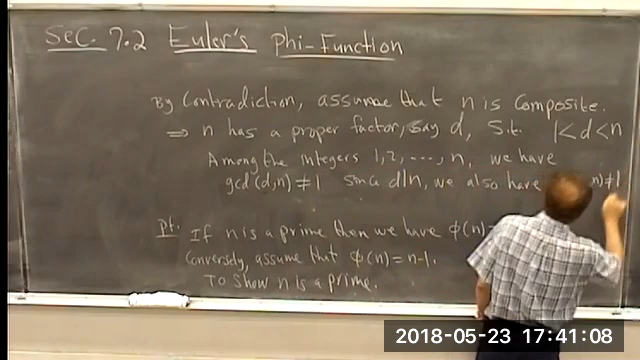 Sec. 7.2 Euler's Phi-Function
By Contradiction, assume that n is Composite.
⇒ n has a proper factor, say d, s.t. 1<d<n
Among the integers 1, 2, ..., n, we have
gcd(d,n) ≠ 1 since d|n, we also have n) ≠ 1
Pf. If n is a prime then we have φ(n)=
Conversely, assume that φ(n) = n-1.
To show n is a prime.
2018-05-23 17:41:08